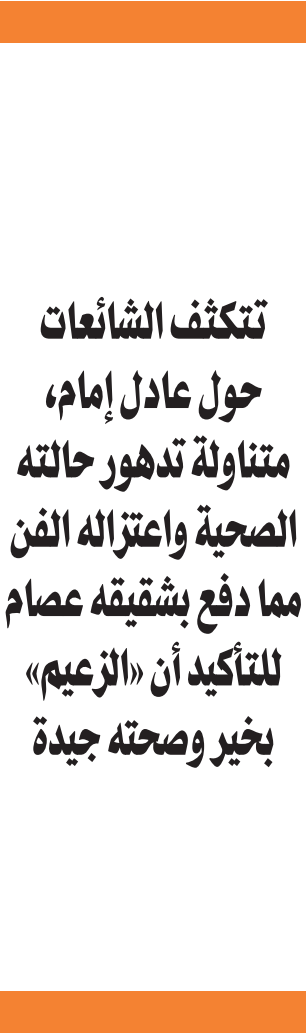 تتكثف الشائعات
حول عادل إمام،
متناولة تدهور حالته
الصحية واعتزاله الفن
مما دفع بشقيقه عصام
للتأكيد أن «الزعيم»
بخير وصحته جيدة